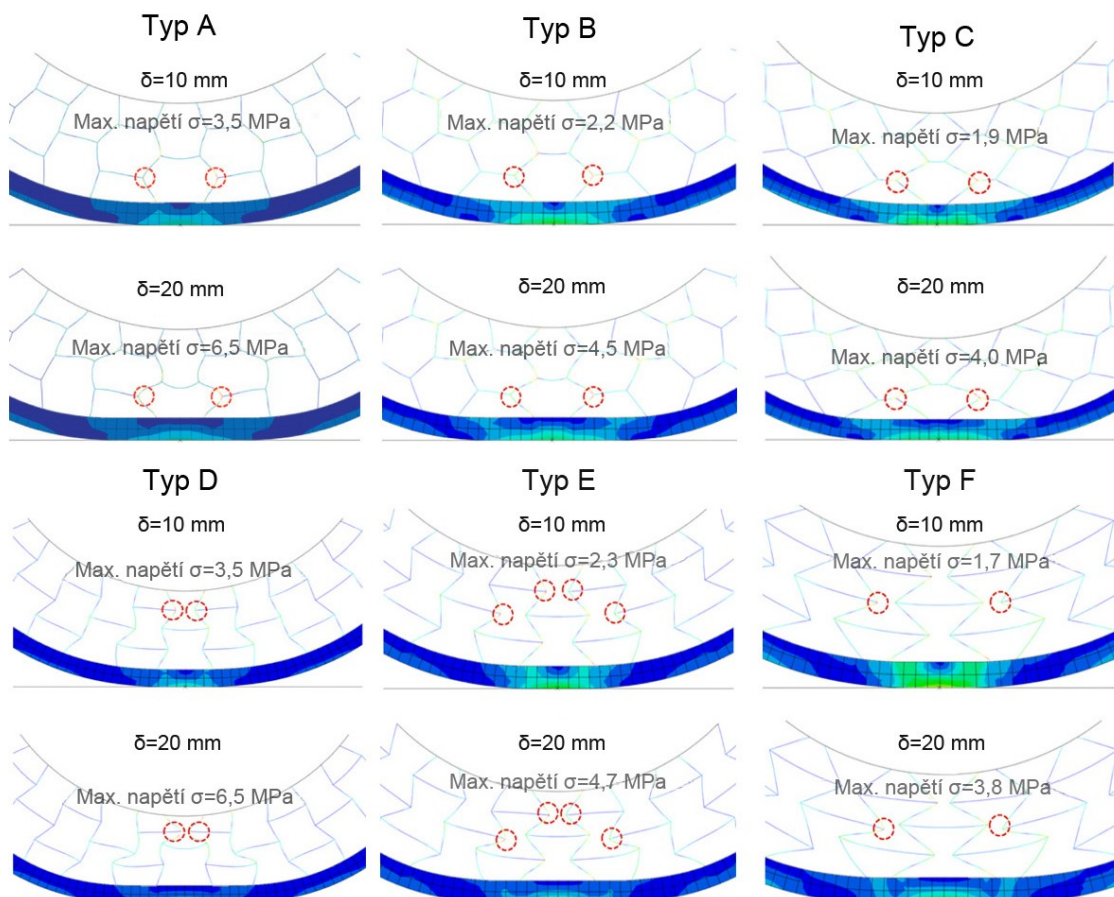 Typ A
Typ B
Typ C
δ=10 mm
δ=10 mm
δ=10 mm
Max. napětí σ=3,5 MPa
Max. napětí σ=2,2 MPa
Max. napětí σ=1,9 MPa
δ=20 mm
δ=20 mm
δ=20 mm
Max. napětí σ=6,5 MPa
Max. napětí σ=4,5 MPa
Max. napětí σ=4,0 MPa
Typ D
Typ E
Typ F
δ=10 mm
δ=10 mm
δ=10 mm
Max. napětí σ=3,5 MPa
Max. napětí σ=2,3 MPa
Max. napětí σ=1,7 MPa
δ=20 mm
δ=20 mm
δ=20 mm
Max. napětí σ=6,5 MPa
Max. napětí σ=4,7 MPa
Max. napětí σ=3,8 MPa